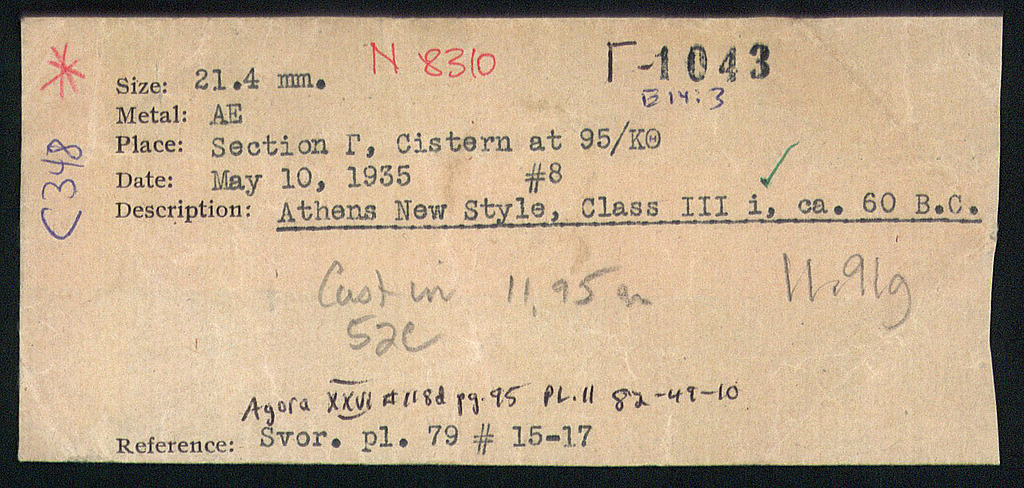 N 8310
Γ-1043
Size: 21.4 mm.
E 14:3
Metal: AE
Place: Section Γ, Cistern at 95/ΚΘ
C348
Date: May 10, 1935 #8
Description: Athens New Style, Class III i, ca. 60 B.C.
Cast in 11.95
52c
11.91g
Agora XXVI #118d pg. 95 PL. 11 82-49-10
Reference: Svor. pl. 79 # 15-17